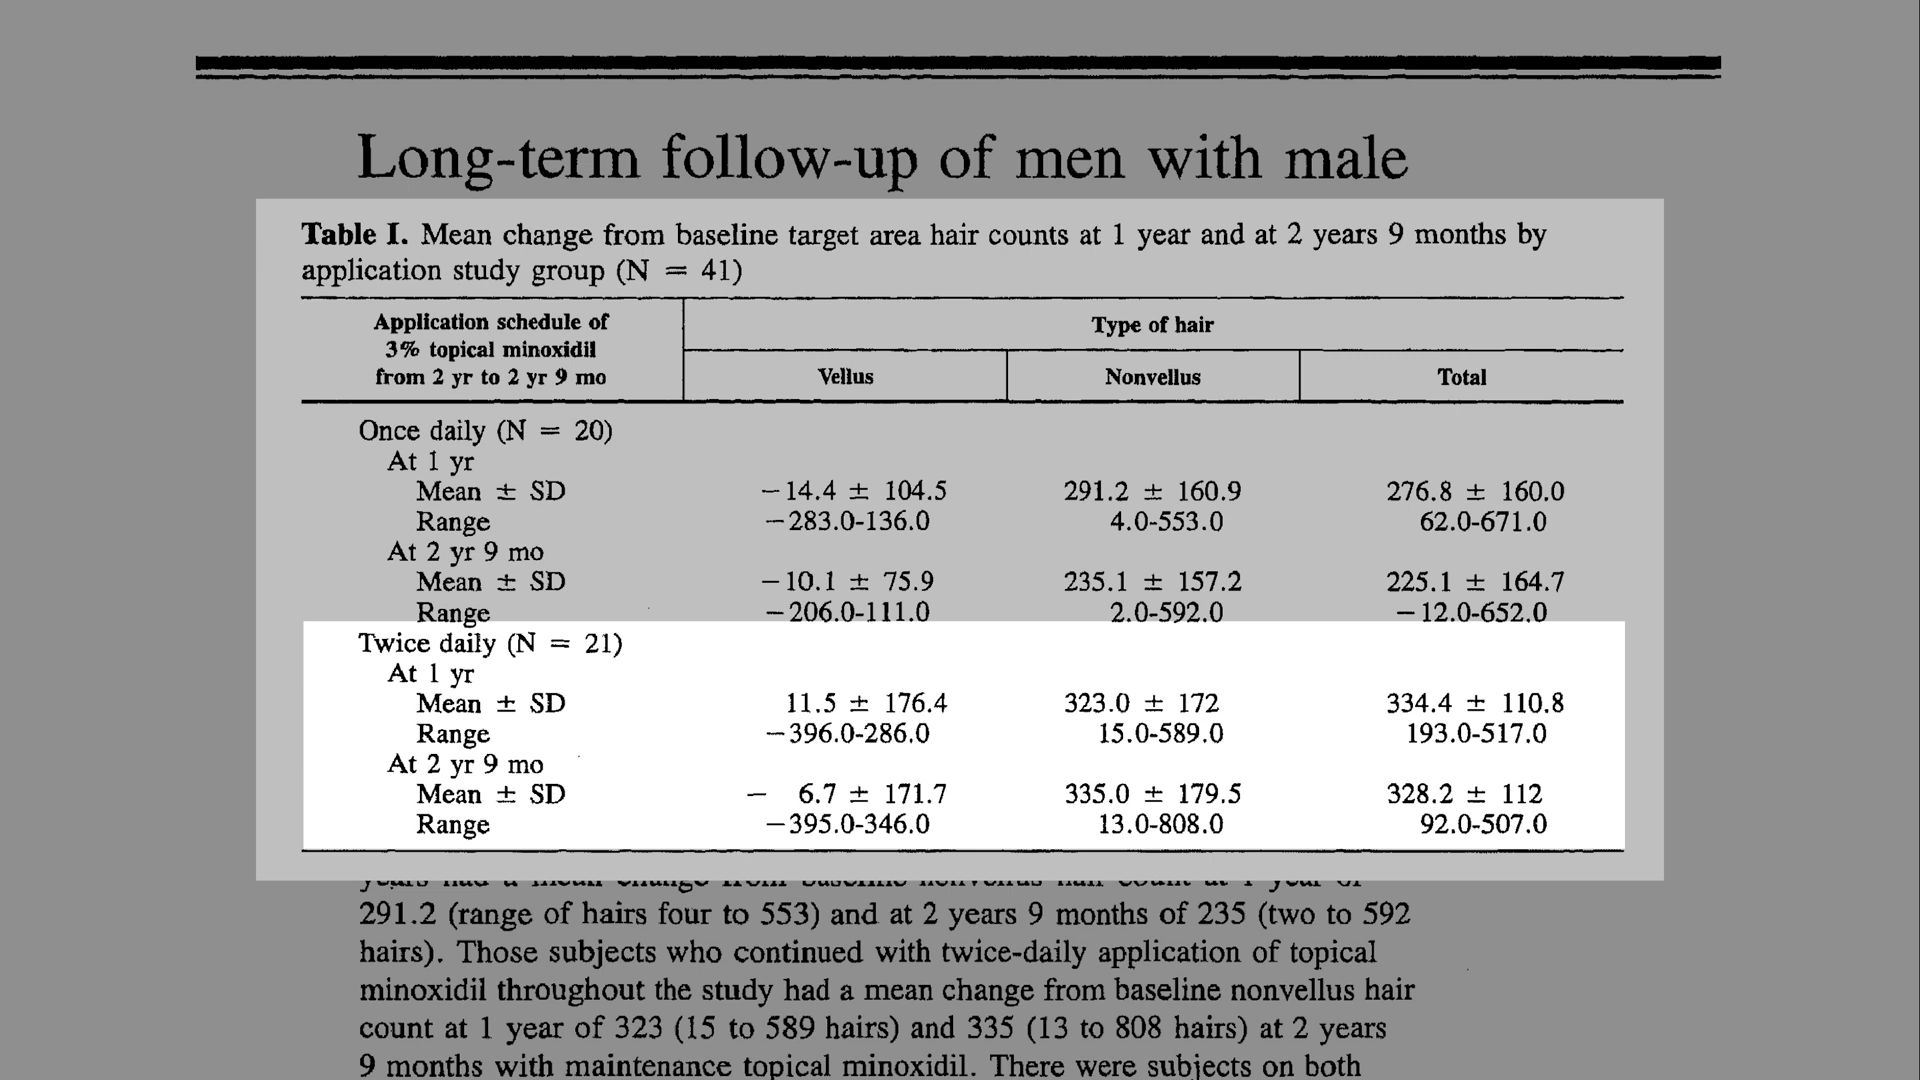 Long-term follow-up of men with male
Table I. Mean change from baseline target area hair counts at 1 year and at 2 years 9 months by
application study group (N = 41)
Application schedule of
3% topical minoxidil
from 2 yr to 2 yr 9 mo
Type of hair
Vellus Nonvellus Total
Once daily (N = 20)
At 1 yr
Mean ± SD −14.4 ± 104.5 291.2 ± 160.9 276.8 ± 160.0
Range −283.0-136.0 4.0-553.0 62.0-671.0
At 2 yr 9 mo
Mean ± SD −10.1 ± 75.9 235.1 ± 157.2 225.1 ± 164.7
Range −206.0-111.0 2.0-592.0 −12.0-652.0
Twice daily (N = 21)
At 1 yr
Mean ± SD 11.5 ± 176.4 323.0 ± 172 334.4 ± 110.8
Range −396.0-286.0 15.0-589.0 193.0-517.0
At 2 yr 9 mo
Mean ± SD − 6.7 ± 171.7 335.0 ± 179.5 328.2 ± 112
Range −395.0-346.0 13.0-808.0 92.0-507.0
years had a mean change from baseline nonvellus hair count at 1 year of
291.2 (range of hairs four to 553) and at 2 years 9 months of 235 (two to 592
hairs). Those subjects who continued with twice-daily application of topical
minoxidil throughout the study had a mean change from baseline nonvellus hair
count at 1 year of 323 (15 to 589 hairs) and 335 (13 to 808 hairs) at 2 years
9 months with maintenance topical minoxidil. There were subjects on both